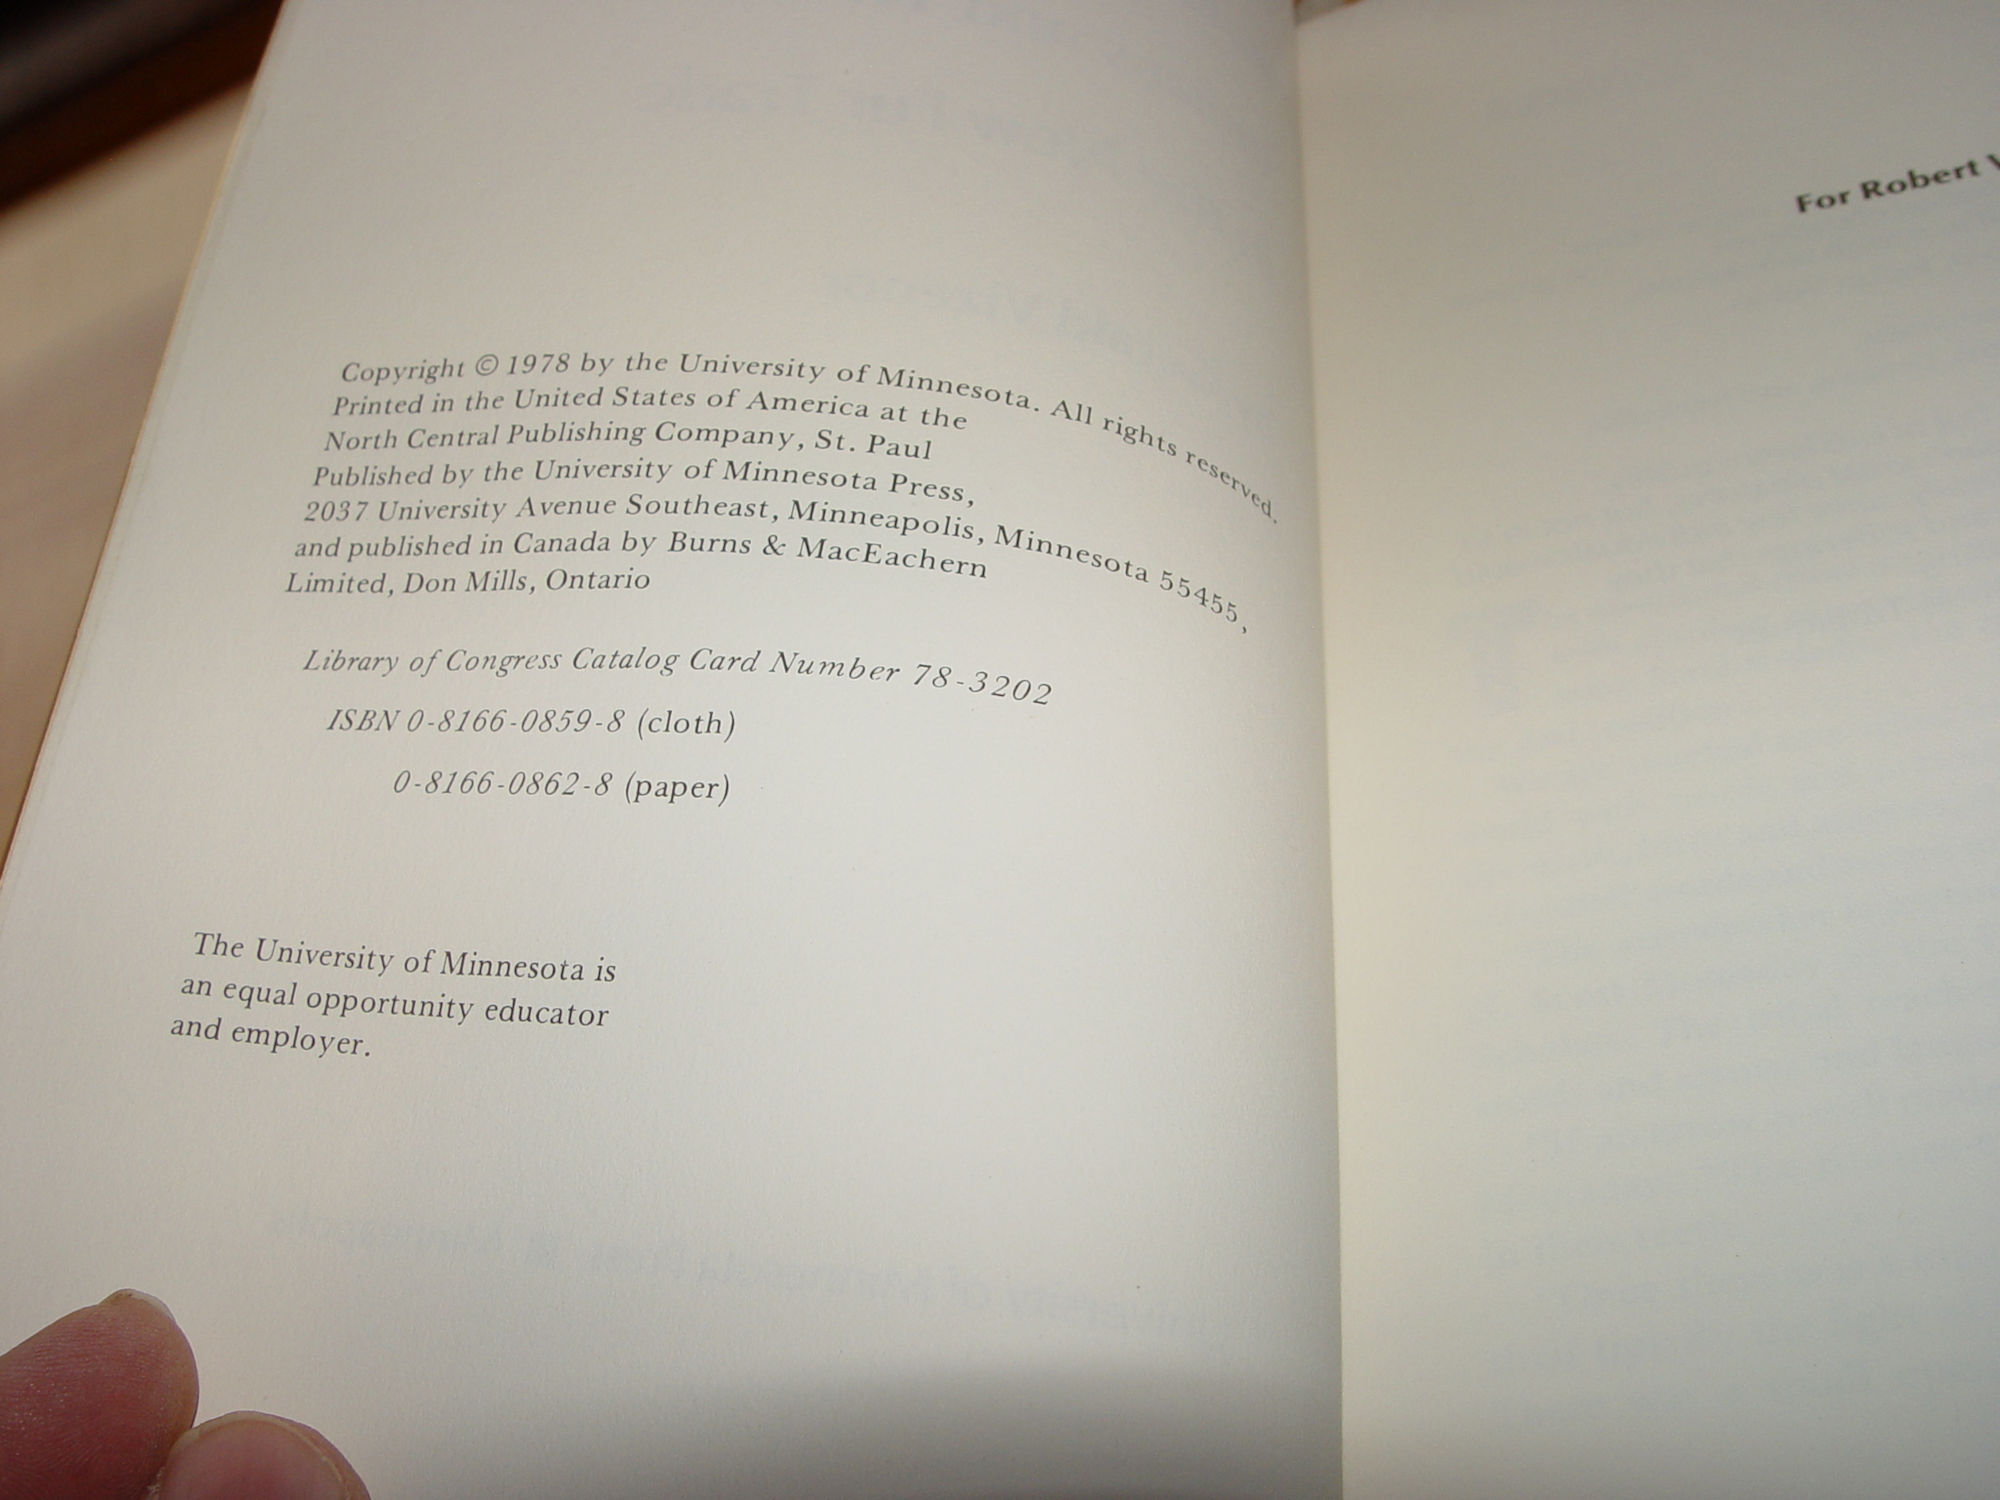 Copyright © 1978 by the University of Minnesota. All rights reserved.
Printed in the United States of America at the
North Central Publishing Company, St. Paul
Published by the University of Minnesota Press,
2037 University Avenue Southeast, Minneapolis, Minnesota 55455,
and published in Canada by Burns & MacEachern
Limited, Don Mills, Ontario
Library of Congress Catalog Card Number 78-3202
ISBN 0-8166-0859-8 (cloth)
0-8166-0862-8 (paper)
The University of Minnesota is
an equal opportunity educator
and employer.
For Robert